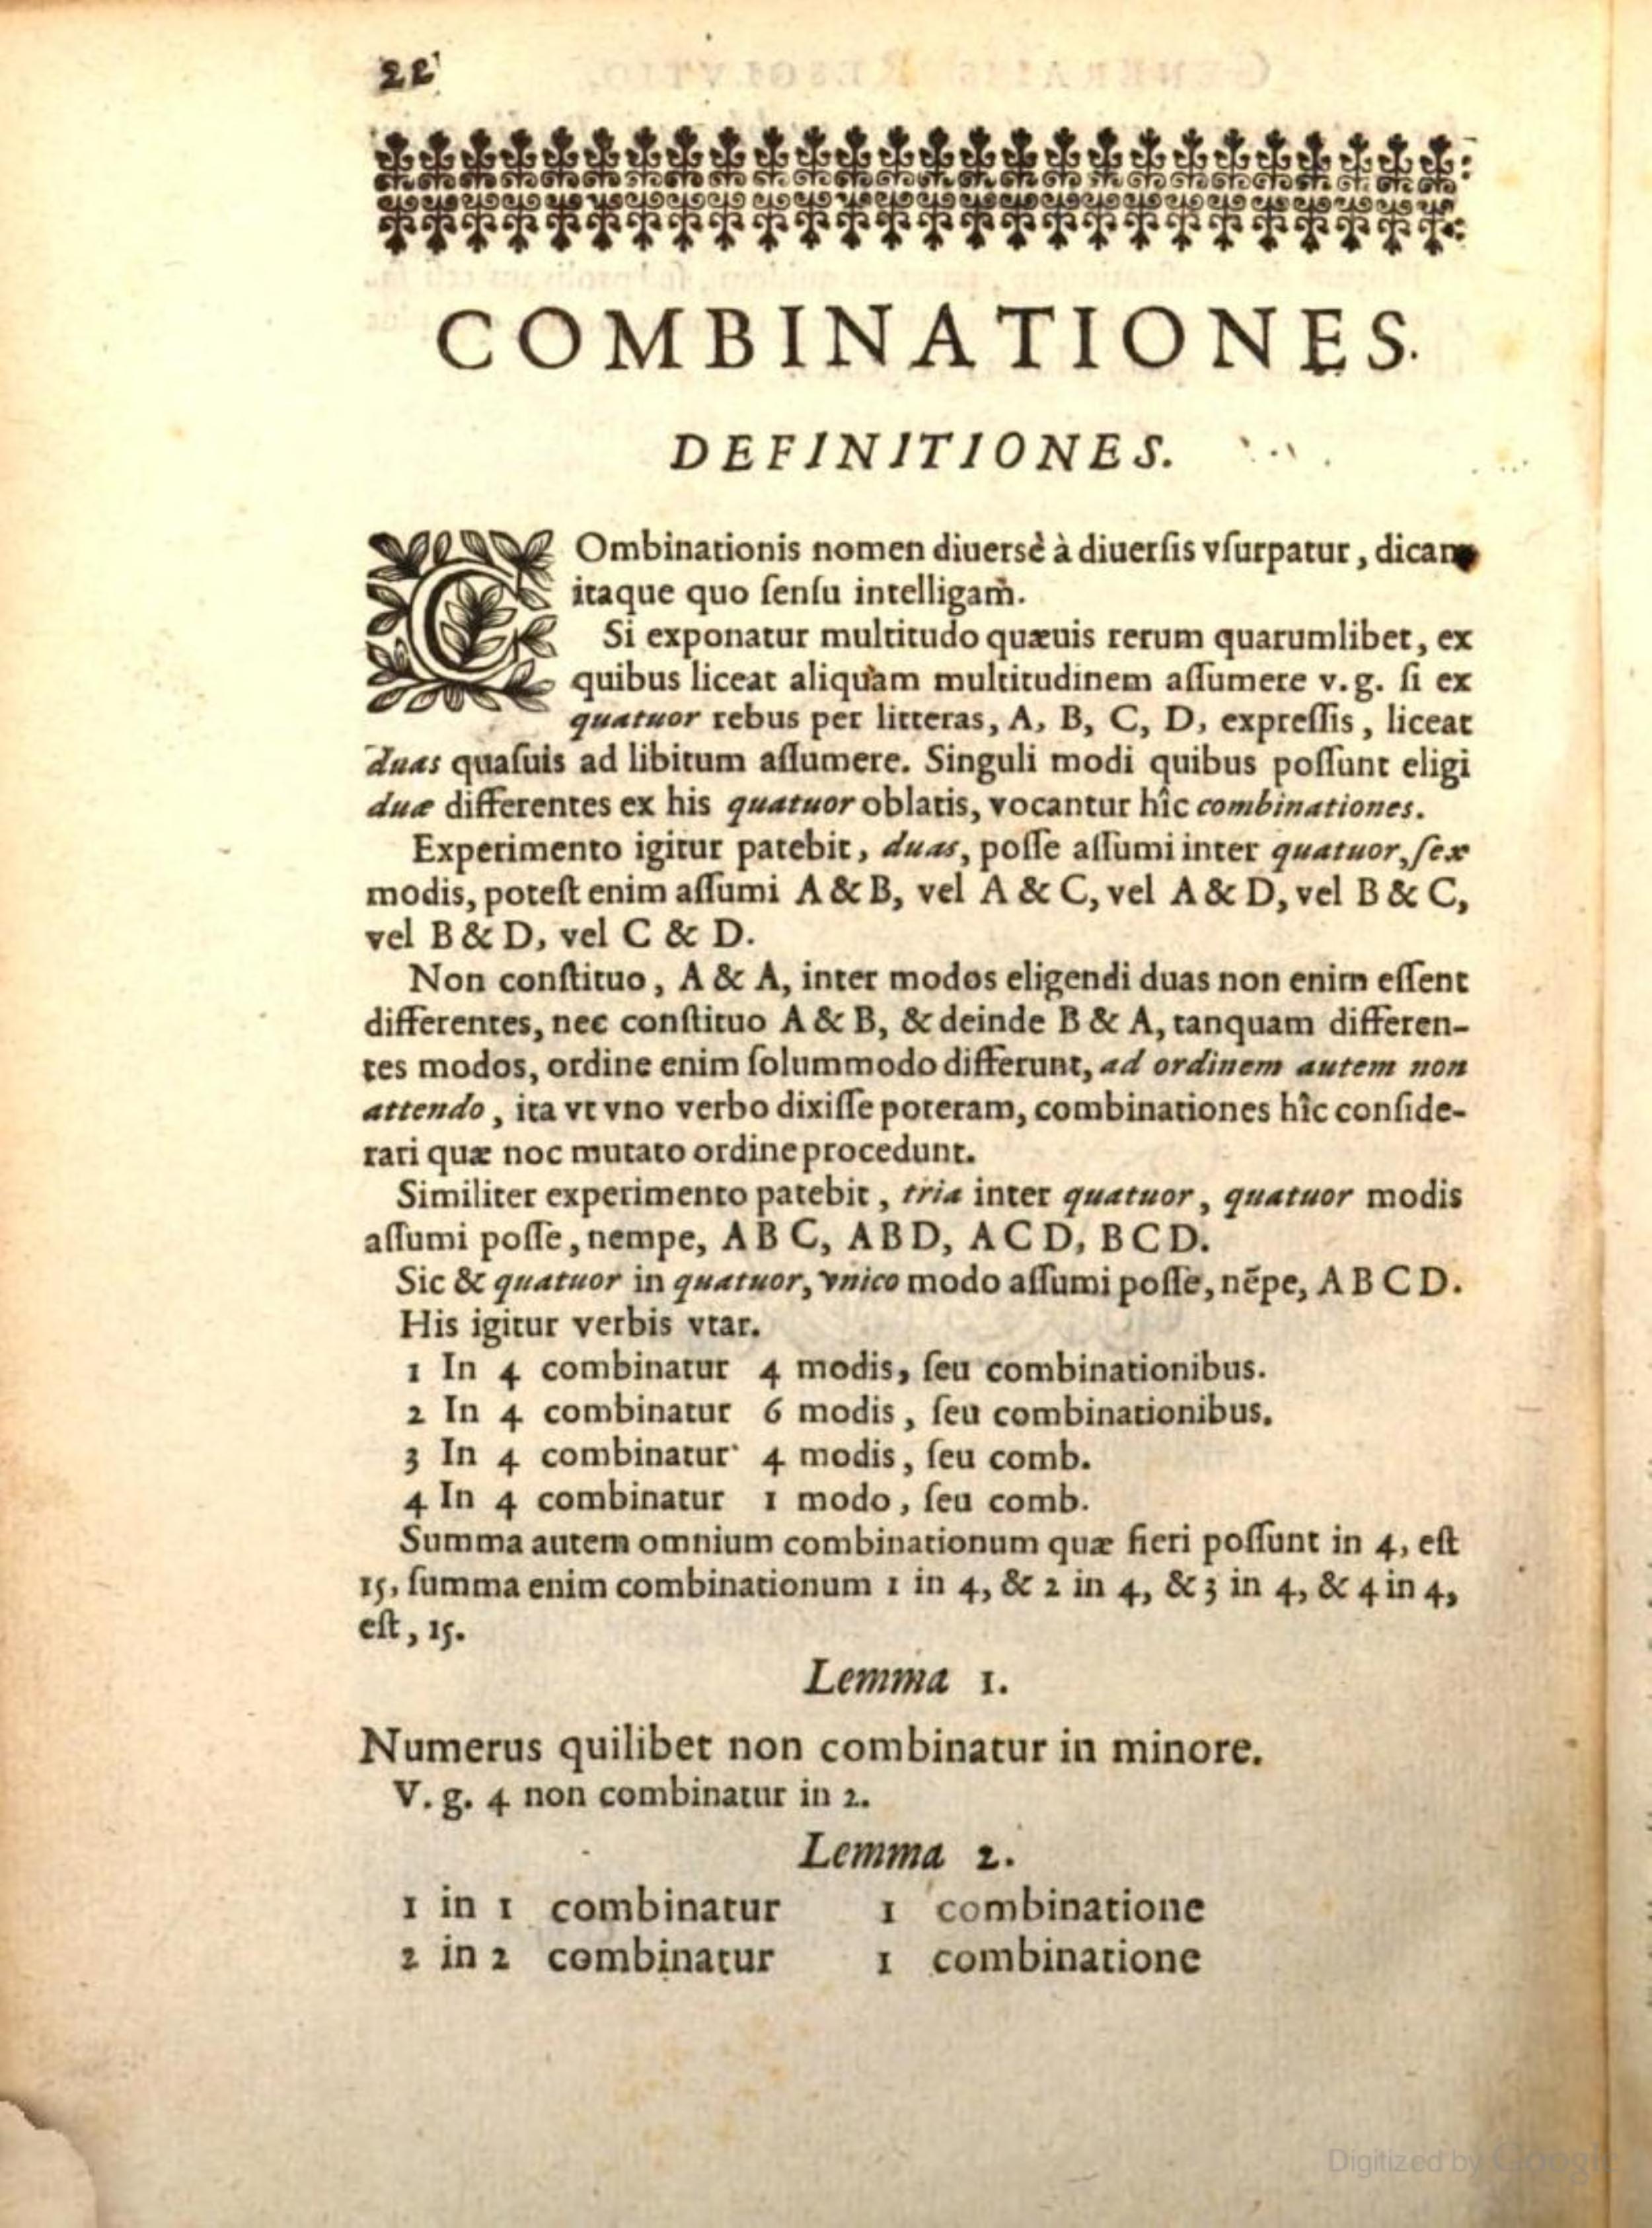 22
COMBINATIONES.
DEFINITIONES.
COmbinationis nomen diuersè à diuersis vsurpatur, dicam
itaque quo sensu intelligam.
Si exponatur multitudo quæuis rerum quarumlibet, ex
quibus liceat aliquam multitudinem assumere v.g. si ex
quatuor rebus per litteras, A, B, C, D, expressis, liceat
duas quasuis ad libitum assumere. Singuli modi quibus possunt eligi
duæ differentes ex his quatuor oblatis, vocantur hîc combinationes.
Experimento igitur patebit, duas, posse assumi inter quatuor, sex
modis, potest enim assumi A & B, vel A & C, vel A & D, vel B & C,
vel B & D, vel C & D.
Non constituo, A & A, inter modos eligendi duas non enim essent
differentes, nec constituo A & B, & deinde B & A, tanquam differen-
tes modos, ordine enim solummodo differunt, ad ordinem autem non
attendo, ita vt vno verbo dixisse poteram, combinationes hîc conside-
rari quæ noc mutato ordine procedunt.
Similiter experimento patebit, tria inter quatuor, quatuor modis
assumi posse, nempe, A B C, A B D, A C D, B C D.
Sic & quatuor in quatuor, vnico modo assumi posse, nẽpe, A B C D.
His igitur verbis vtar.
1 In 4 combinatur 4 modis, seu combinationibus.
2 In 4 combinatur 6 modis, seu combinationibus.
3 In 4 combinatur 4 modis, seu comb.
4 In 4 combinatur 1 modo, seu comb.
Summa autem omnium combinationum quæ fieri possunt in 4, est
15, summa enim combinationum 1 in 4, & 2 in 4, & 3 in 4, & 4 in 4,
est, 15.
Lemma 1.
Numerus quilibet non combinatur in minore.
V. g. 4 non combinatur in 2.
Lemma 2.
1 in 1 combinatur 1 combinatione
2 in 2 combinatur 1 combinatione
Digitized by Google